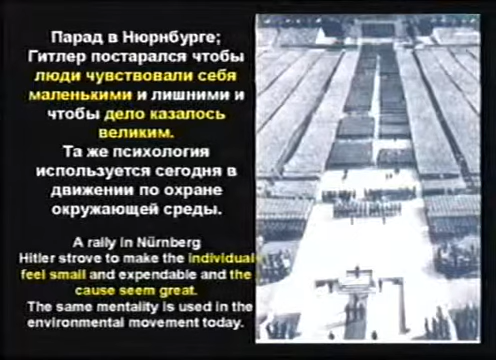 Парад в Нюрнбурге;
Гитлер постарался чтобы
люди чувствовали себя
маленькими и лишними и
чтобы дело казалось
великим.
Та же психология
используется сегодня в
движении по охране
окружающей среды.
A rally in Nürnberg
Hitler strove to make the individual
feel small and expendable and the
cause seem great.
The same mentality is used in the
environmental movement today.